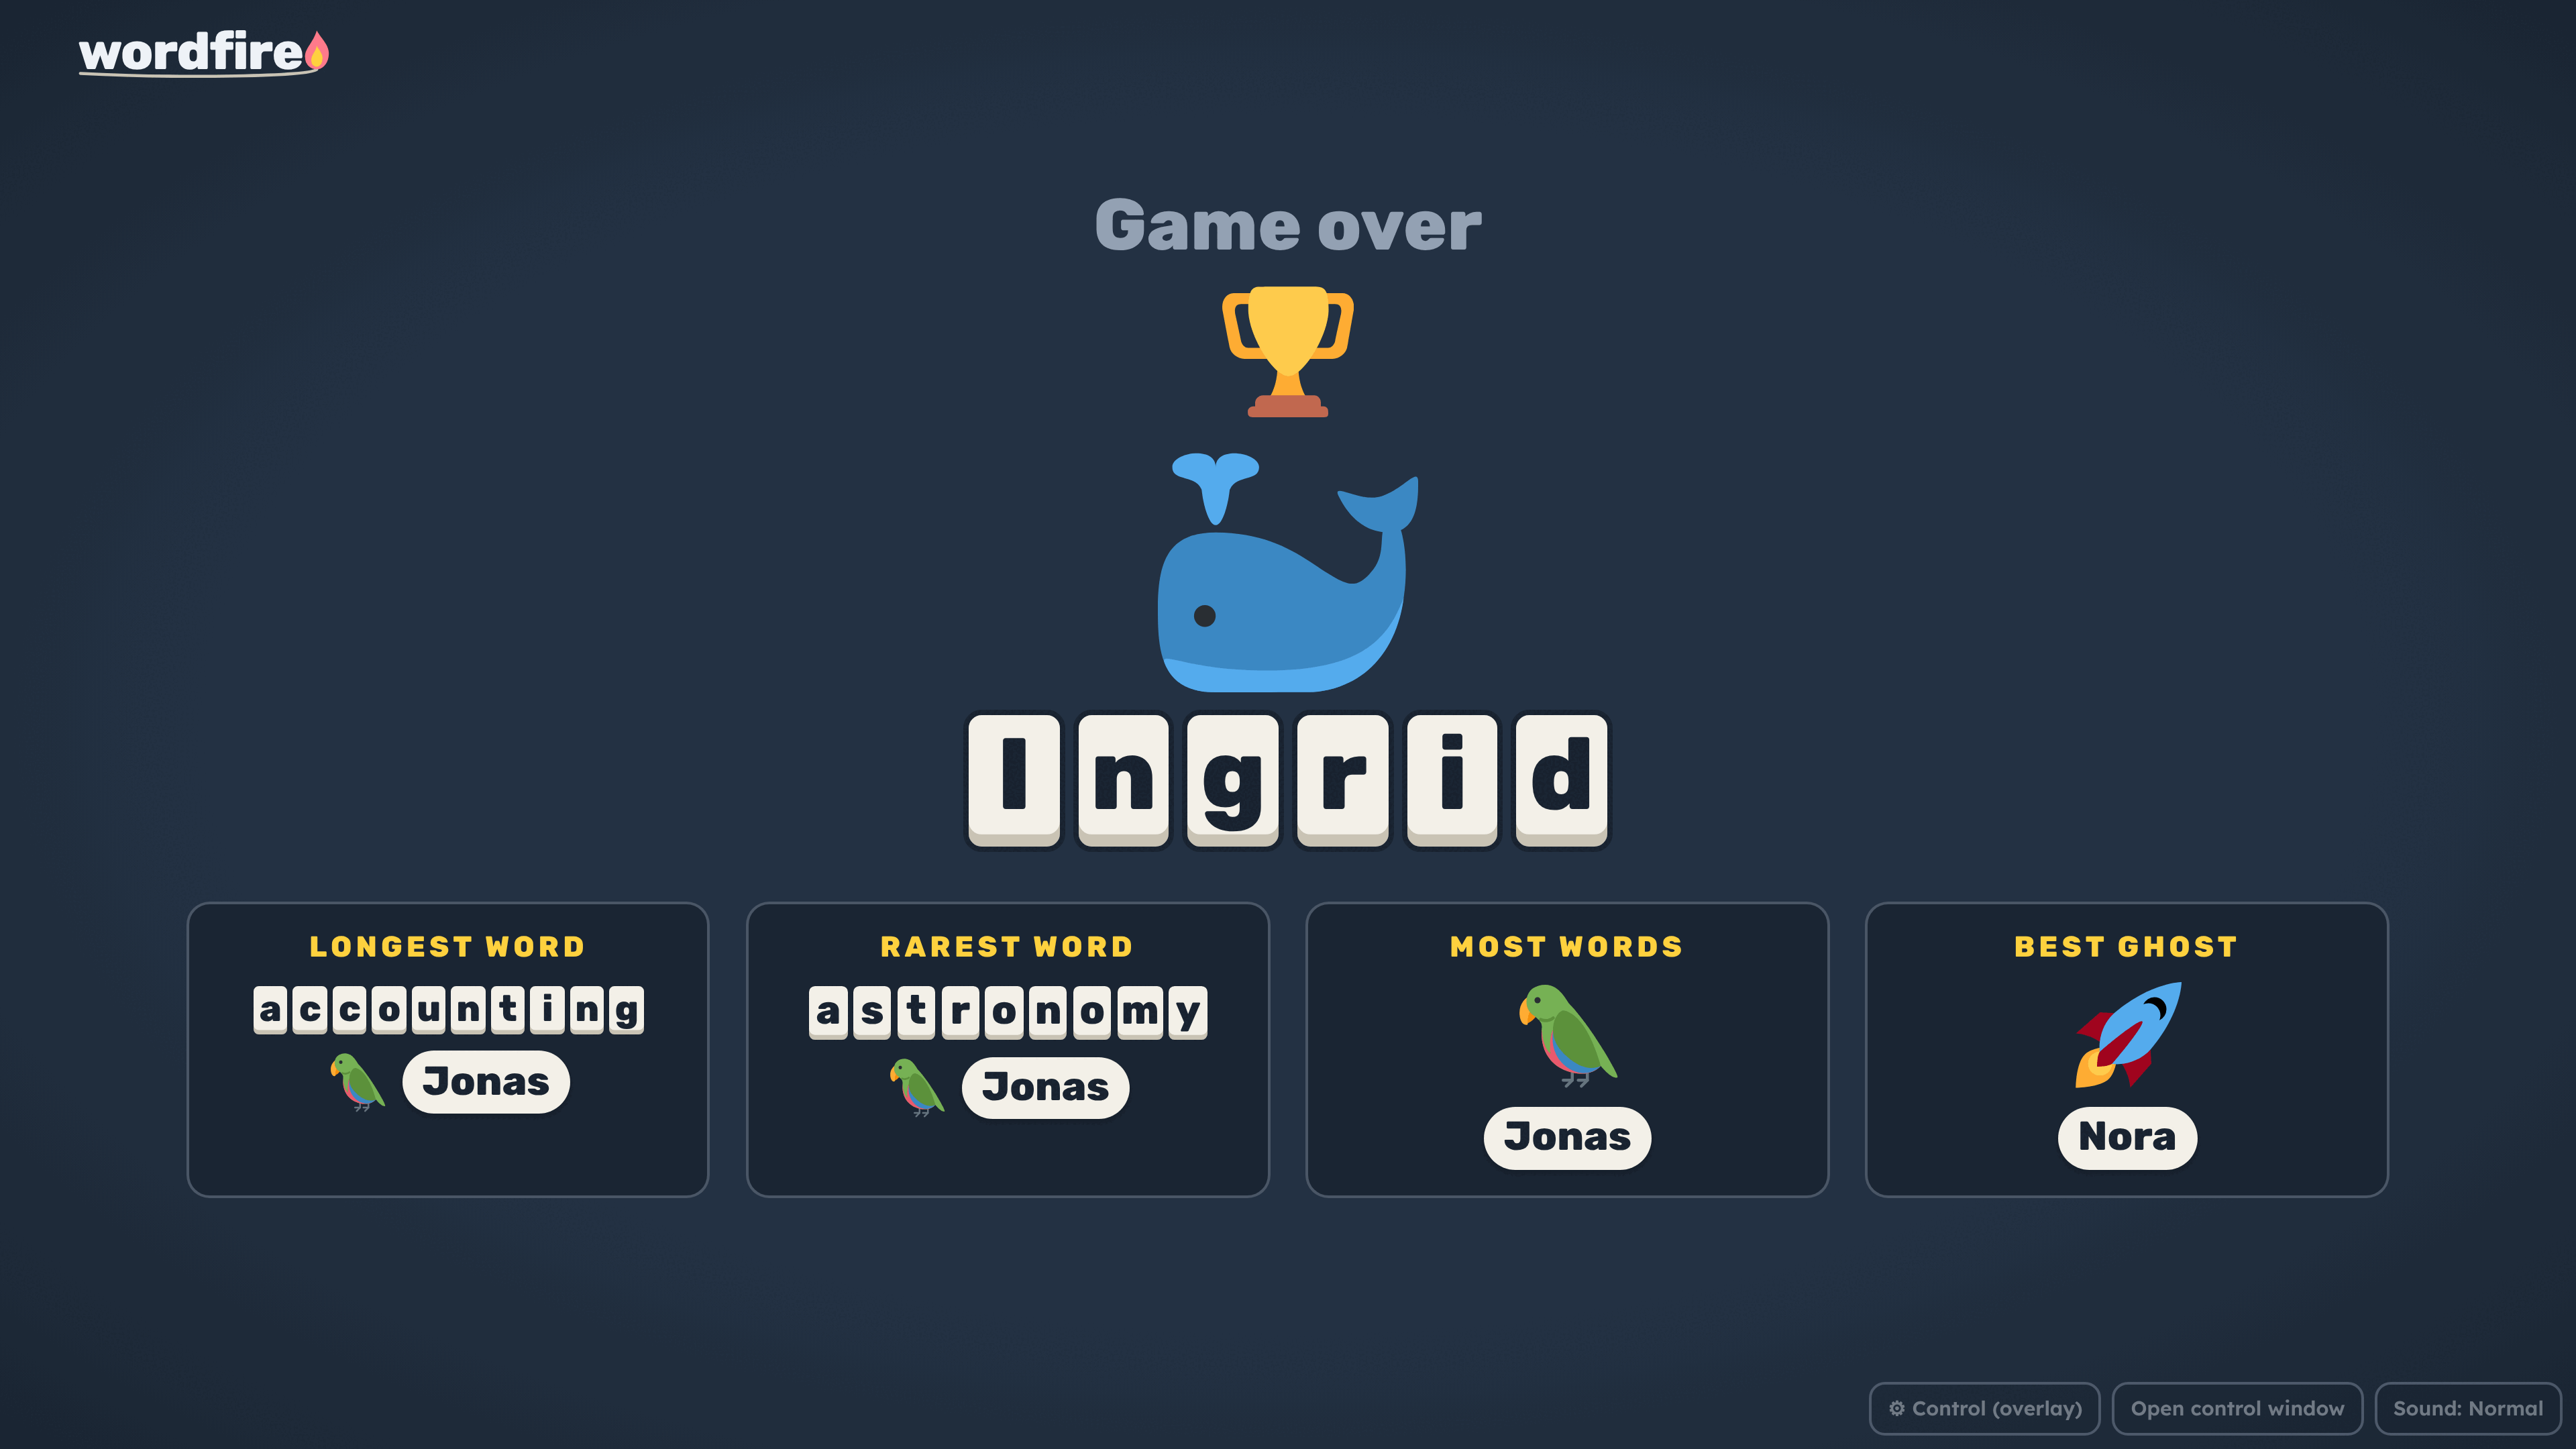 wordfire
Game over
Ingrid
LONGEST WORD
accounting
Jonas
RAREST WORD
astronomy
Jonas
MOST WORDS
Jonas
BEST GHOST
Nora
⚙ Control (overlay)
Open control window
Sound: Normal